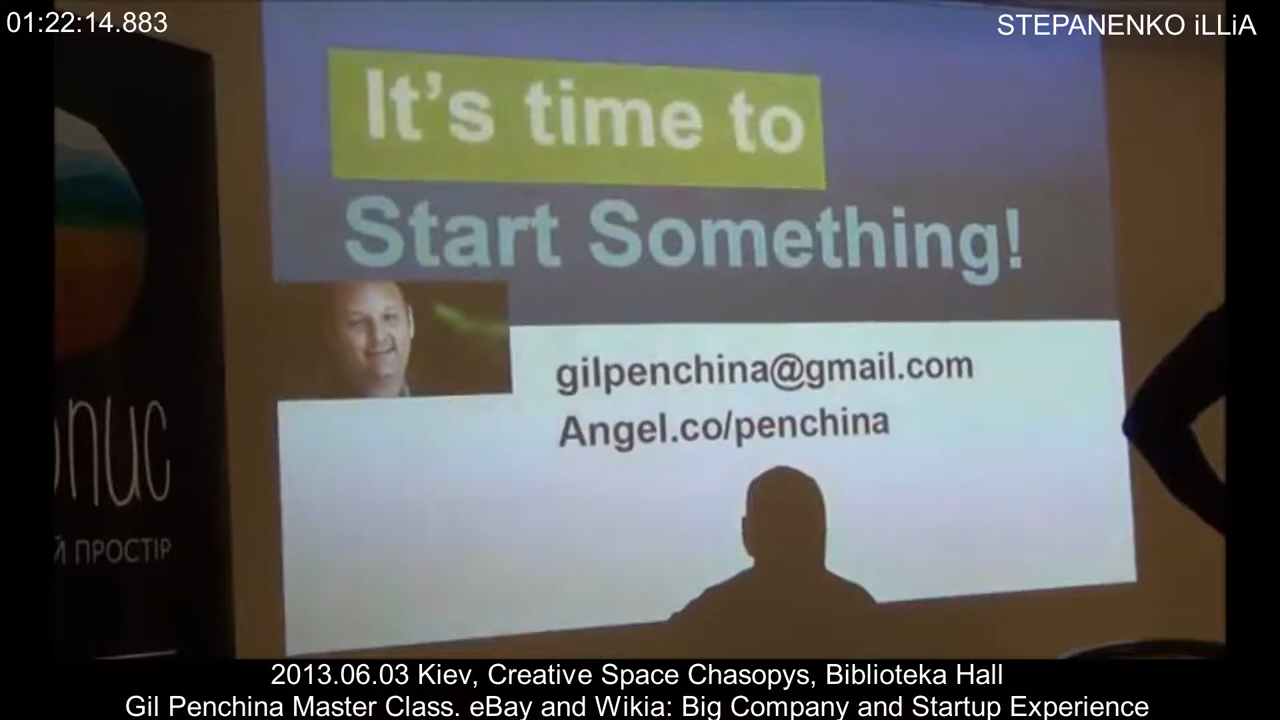 01:22:14.883
STEPANENKO iLLiA
It's time to
Start Something!
gilpenchina@gmail.com
Angel.co/penchina
опис
й простір
2013.06.03 Kiev, Creative Space Chasopys, Biblioteka Hall
Gil Penchina Master Class. eBay and Wikia: Big Company and Startup Experience